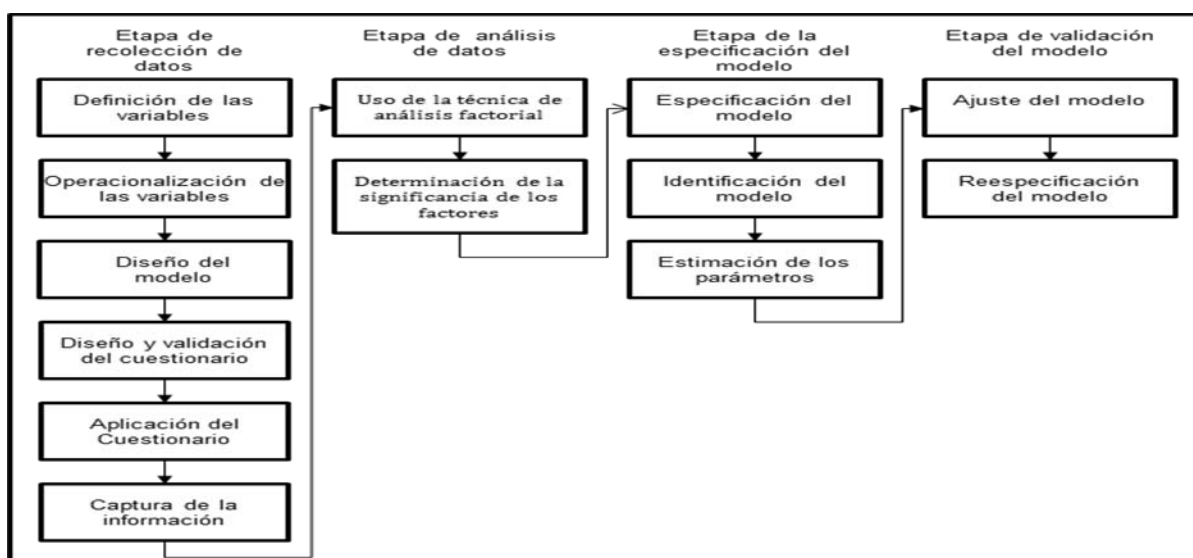 Etapa de
recolección de
datos
Definición de las
variables
Operacionalización de
las variables
Diseño del
modelo
Diseño y validación
del cuestionario
Aplicación del
Cuestionario
Captura de la
información
Etapa de análisis
de datos
Uso de la técnica de
análisis factorial
Determinación de la
significancia de los
factores
Etapa de la
especificación del
modelo
Especificación del
modelo
Identificación del
modelo
Estimación de los
parámetros
Etapa de validación
del modelo
Ajuste del modelo
Reespecificación
del modelo